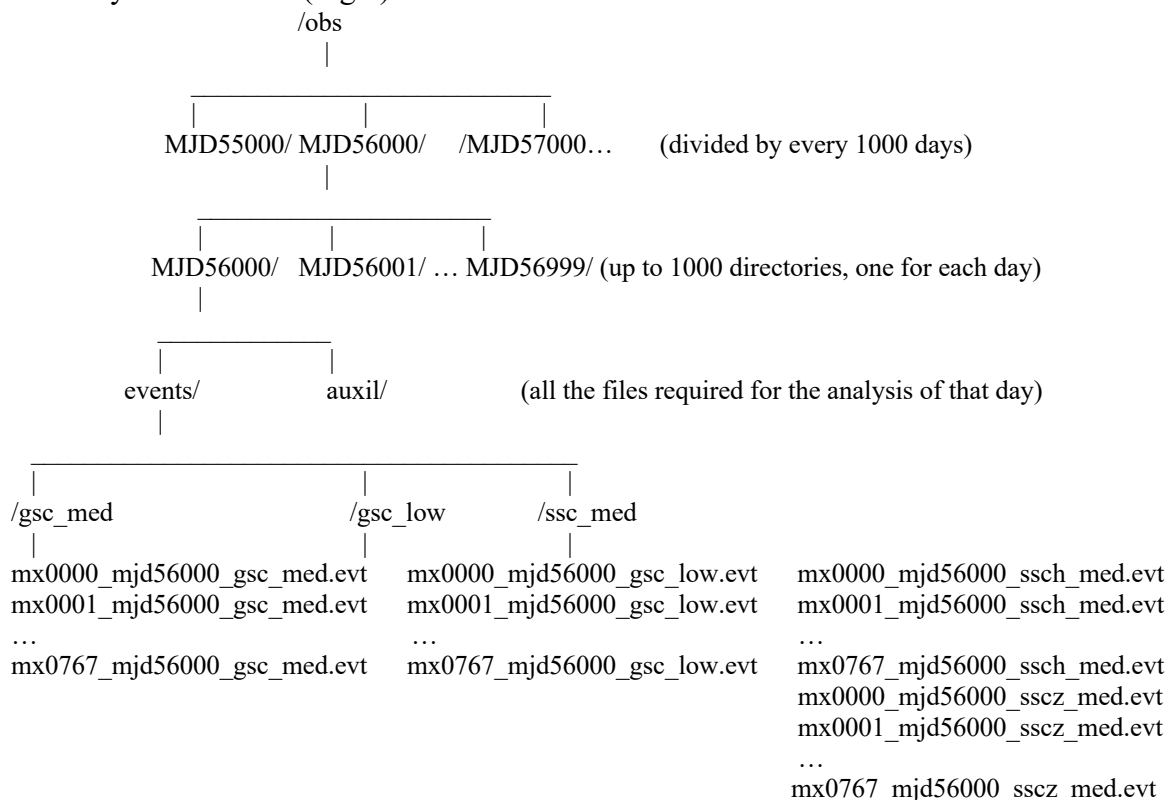 /obs
MJD55000/ MJD56000/ /MJD57000… (divided by every 1000 days)
MJD56000/ MJD56001/ … MJD56999/ (up to 1000 directories, one for each day)
events/ auxil/ (all the files required for the analysis of that day)
/gsc_med /gsc_low /ssc_med
mx0000_mjd56000_gsc_med.evt mx0000_mjd56000_gsc_low.evt mx0000_mjd56000_ssch_med.evt
mx0001_mjd56000_gsc_med.evt mx0001_mjd56000_gsc_low.evt mx0001_mjd56000_ssch_med.evt
… … …
mx0767_mjd56000_gsc_med.evt mx0767_mjd56000_gsc_low.evt mx0767_mjd56000_ssch_med.evt
mx0000_mjd56000_sscz_med.evt
mx0001_mjd56000_sscz_med.evt
…
mx0767_mjd56000_sscz_med.evt